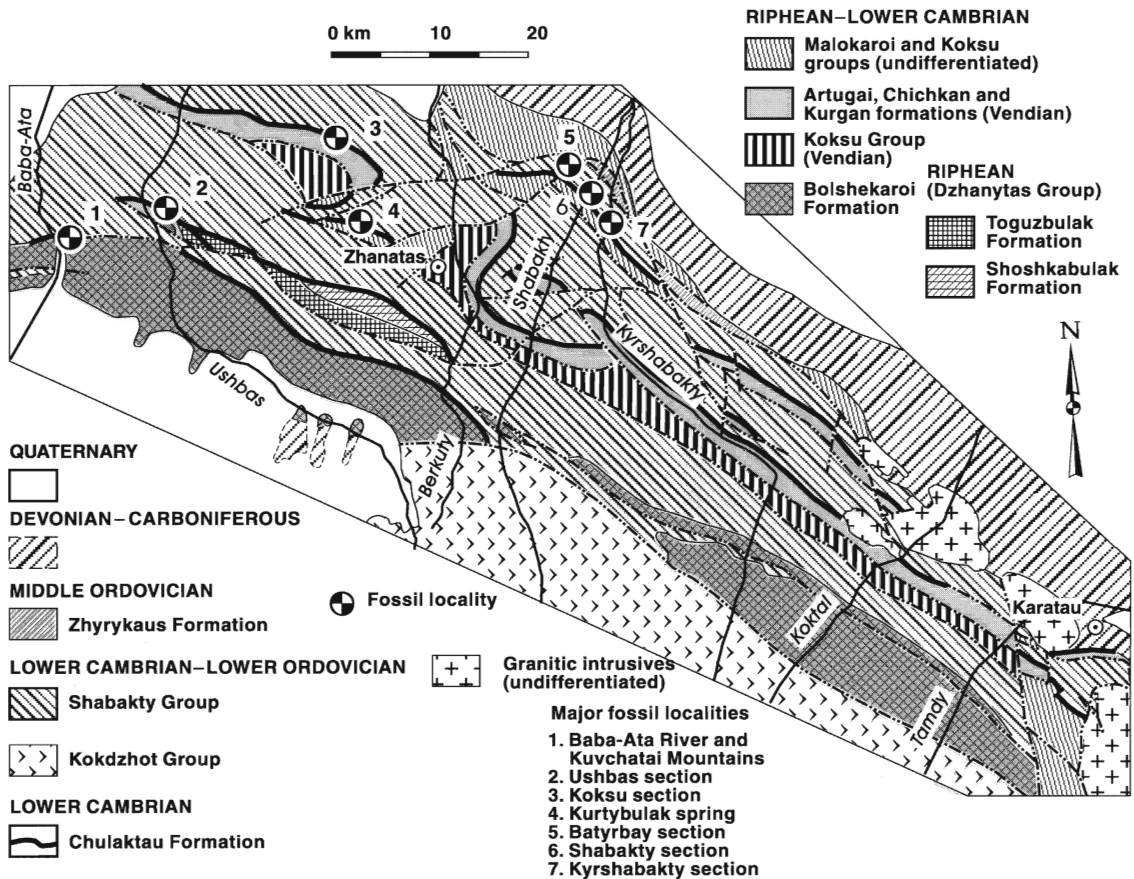 0 km 10 20
RIPHEAN–LOWER CAMBRIAN
Malokaroi and Koksu
groups (undifferentiated)
Artugai, Chichkan and
Kurgan formations (Vendian)
Koksu Group
(Vendian)
Bolshekaroi
Formation
RIPHEAN
(Dzhanytas Group)
Toguzbulak
Formation
Shoshkabulak
Formation
N
Baba-Ata
1
2
3
4
5
6
7
Zhanatas
Shabakty
Kyrshabakty
Ushbas
Berkuty
Koktal
Tamdy
Karatau
QUATERNARY
DEVONIAN–CARBONIFEROUS
MIDDLE ORDOVICIAN
Zhyrykaus Formation
LOWER CAMBRIAN–LOWER ORDOVICIAN
Shabakty Group
Kokdzhot Group
LOWER CAMBRIAN
Chulaktau Formation
Fossil locality
Granitic intrusives
(undifferentiated)
Major fossil localities
1. Baba-Ata River and
Kuvchatai Mountains
2. Ushbas section
3. Koksu section
4. Kurtybulak spring
5. Batyrbay section
6. Shabakty section
7. Kyrshabakty section